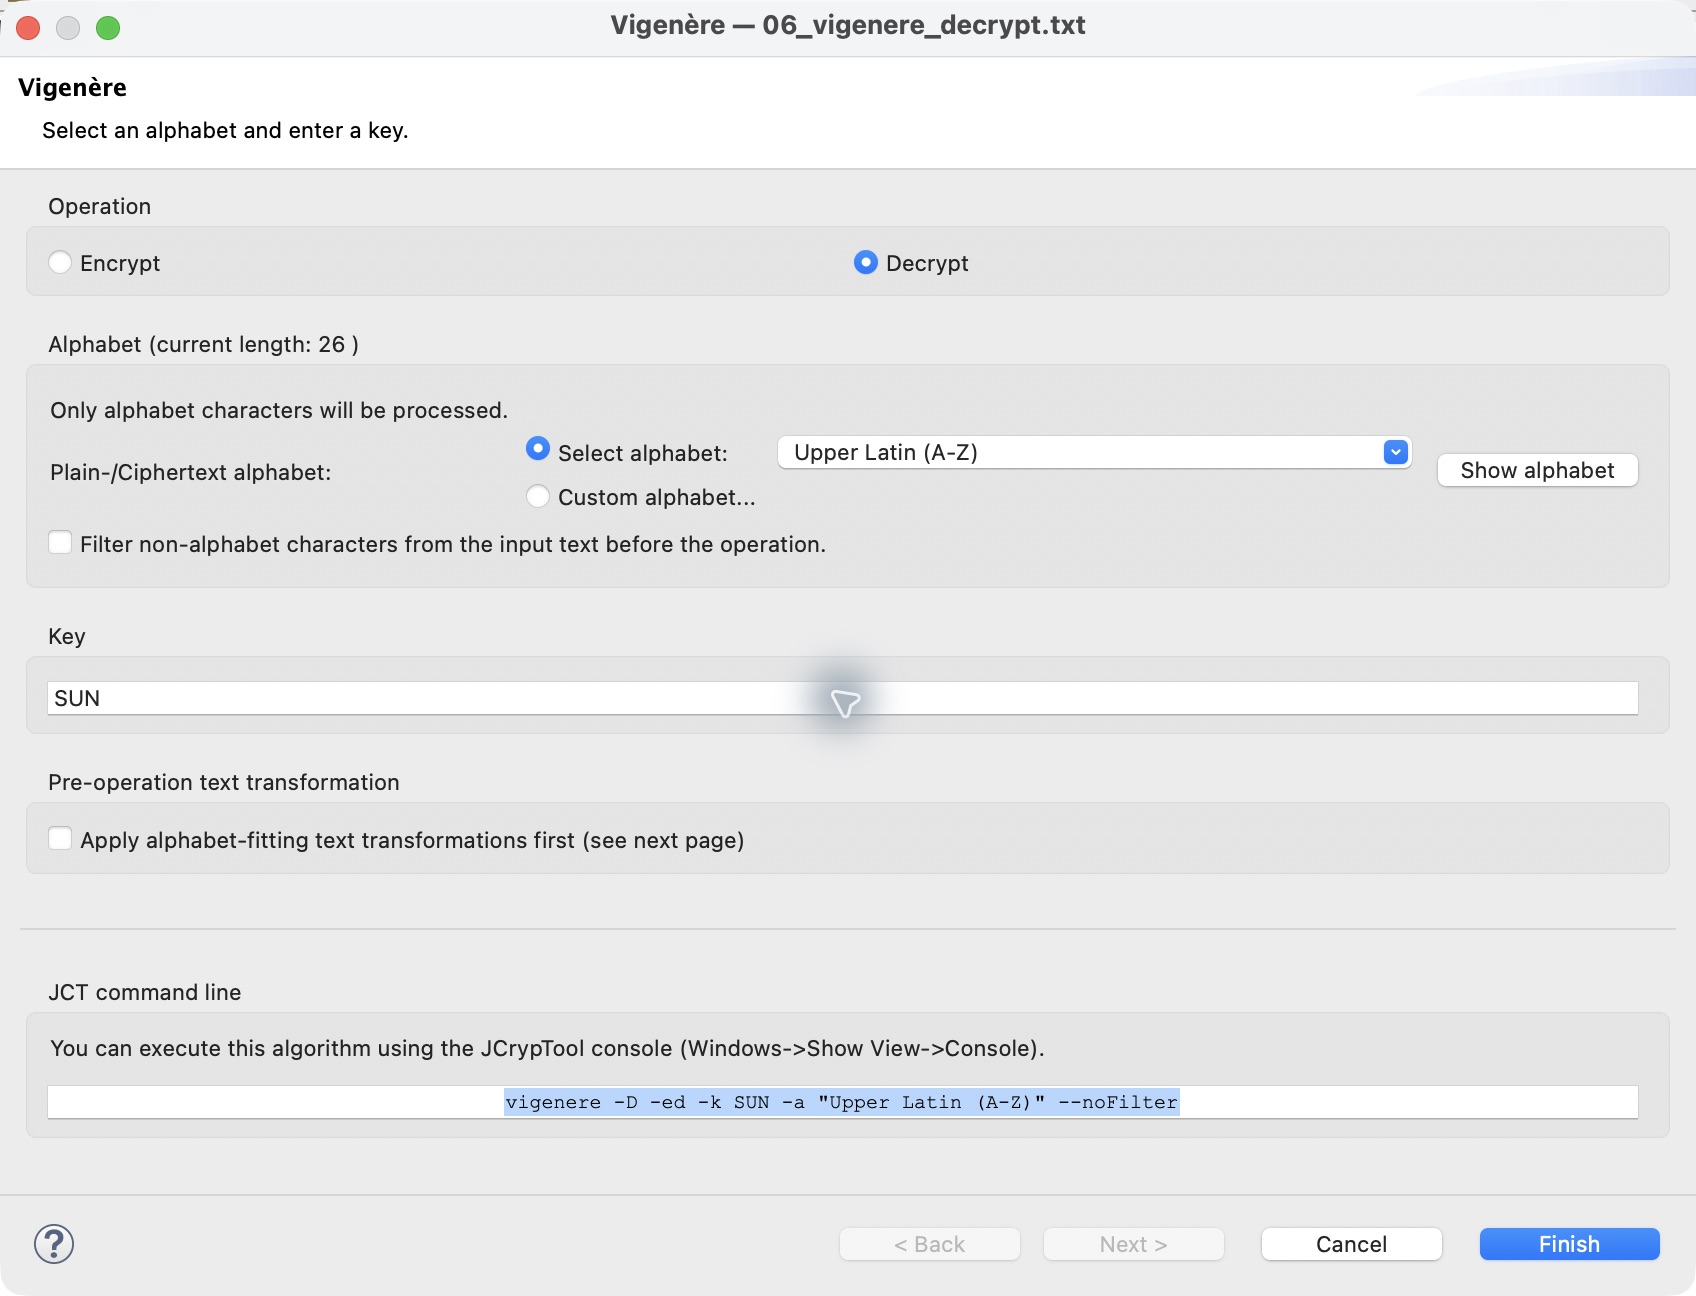 Vigenère — 06_vigenere_decrypt.txt
Vigenère
Select an alphabet and enter a key.
Operation
Encrypt
Decrypt
Alphabet (current length: 26 )
Only alphabet characters will be processed.
Plain-/Ciphertext alphabet:
Select alphabet:
Upper Latin (A-Z)
Show alphabet
Custom alphabet...
Filter non-alphabet characters from the input text before the operation.
Key
SUN
Pre-operation text transformation
Apply alphabet-fitting text transformations first (see next page)
JCT command line
You can execute this algorithm using the JCrypTool console (Windows->Show View->Console).
vigenere -D -ed -k SUN -a "Upper Latin (A-Z)" --noFilter
?
< Back
Next >
Cancel
Finish